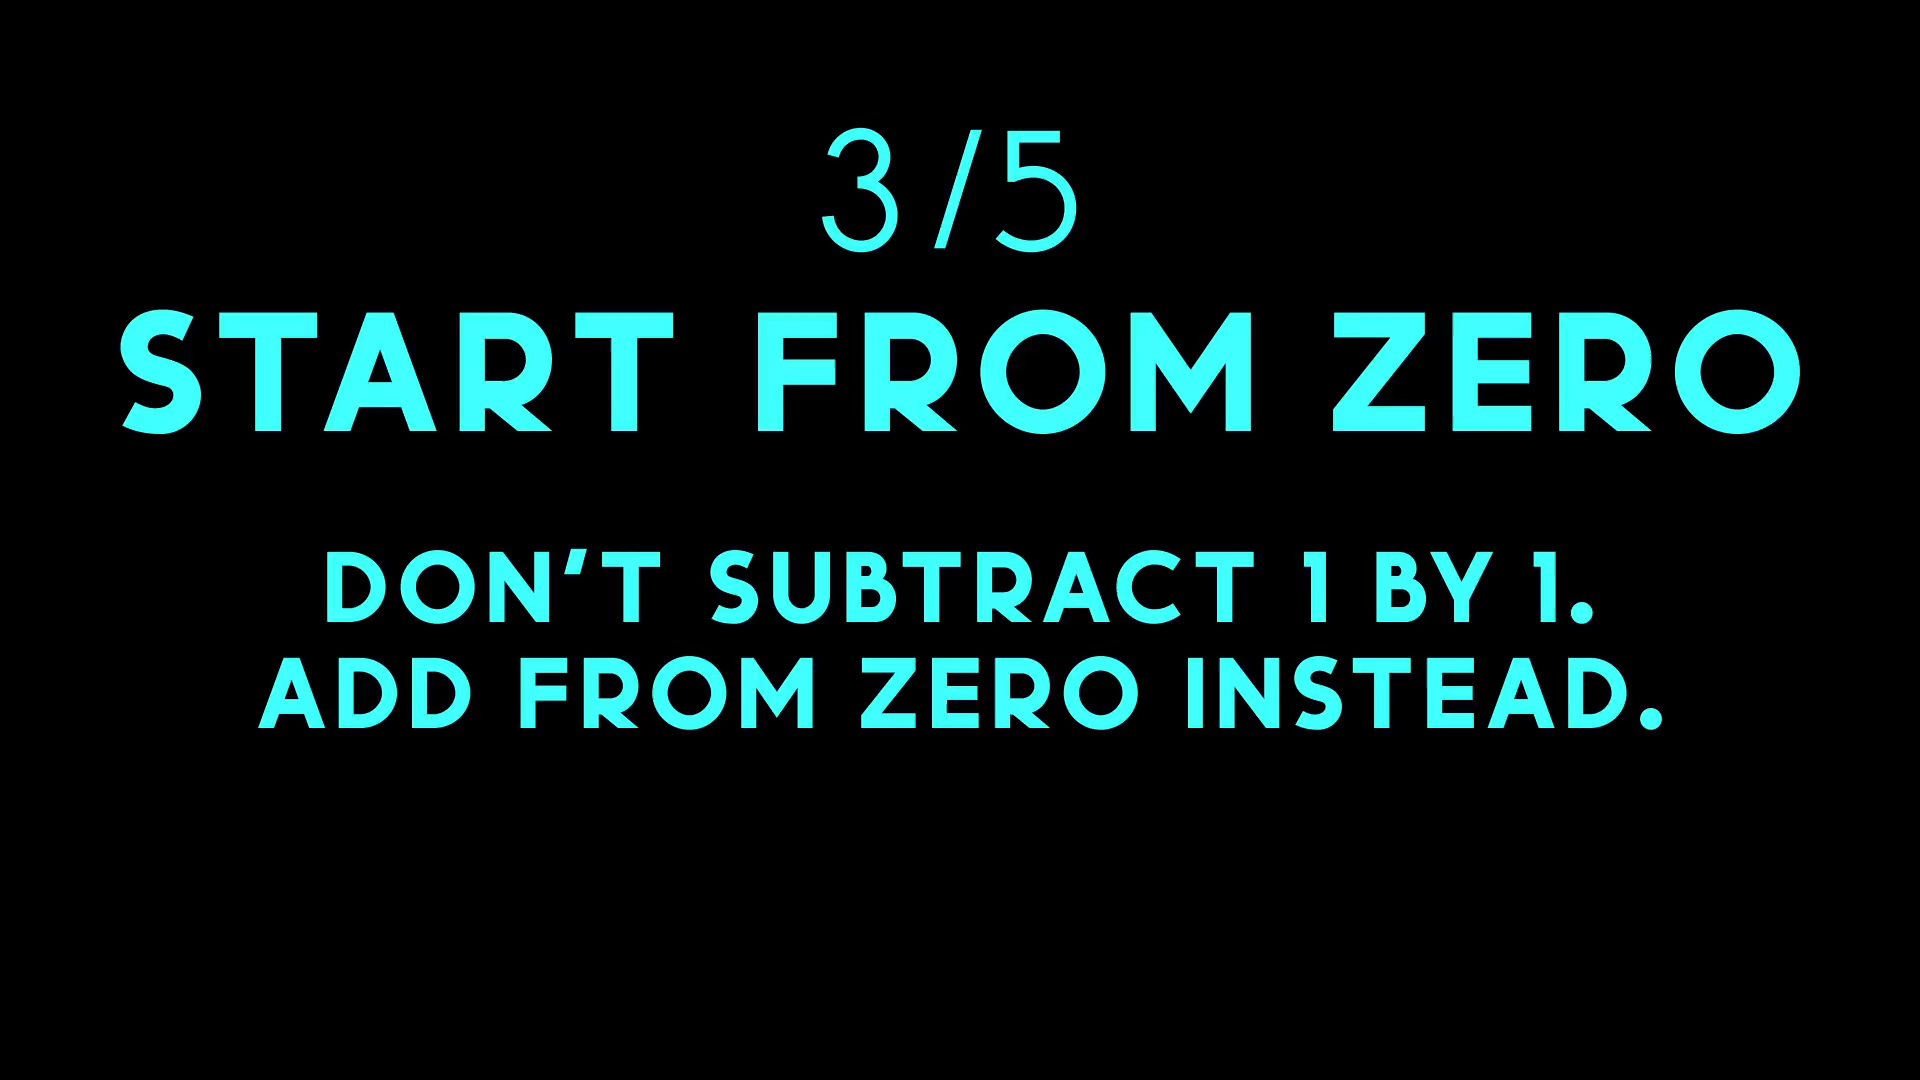 3/5
START FROM ZERO
DON'T SUBTRACT 1 BY 1.
ADD FROM ZERO INSTEAD.